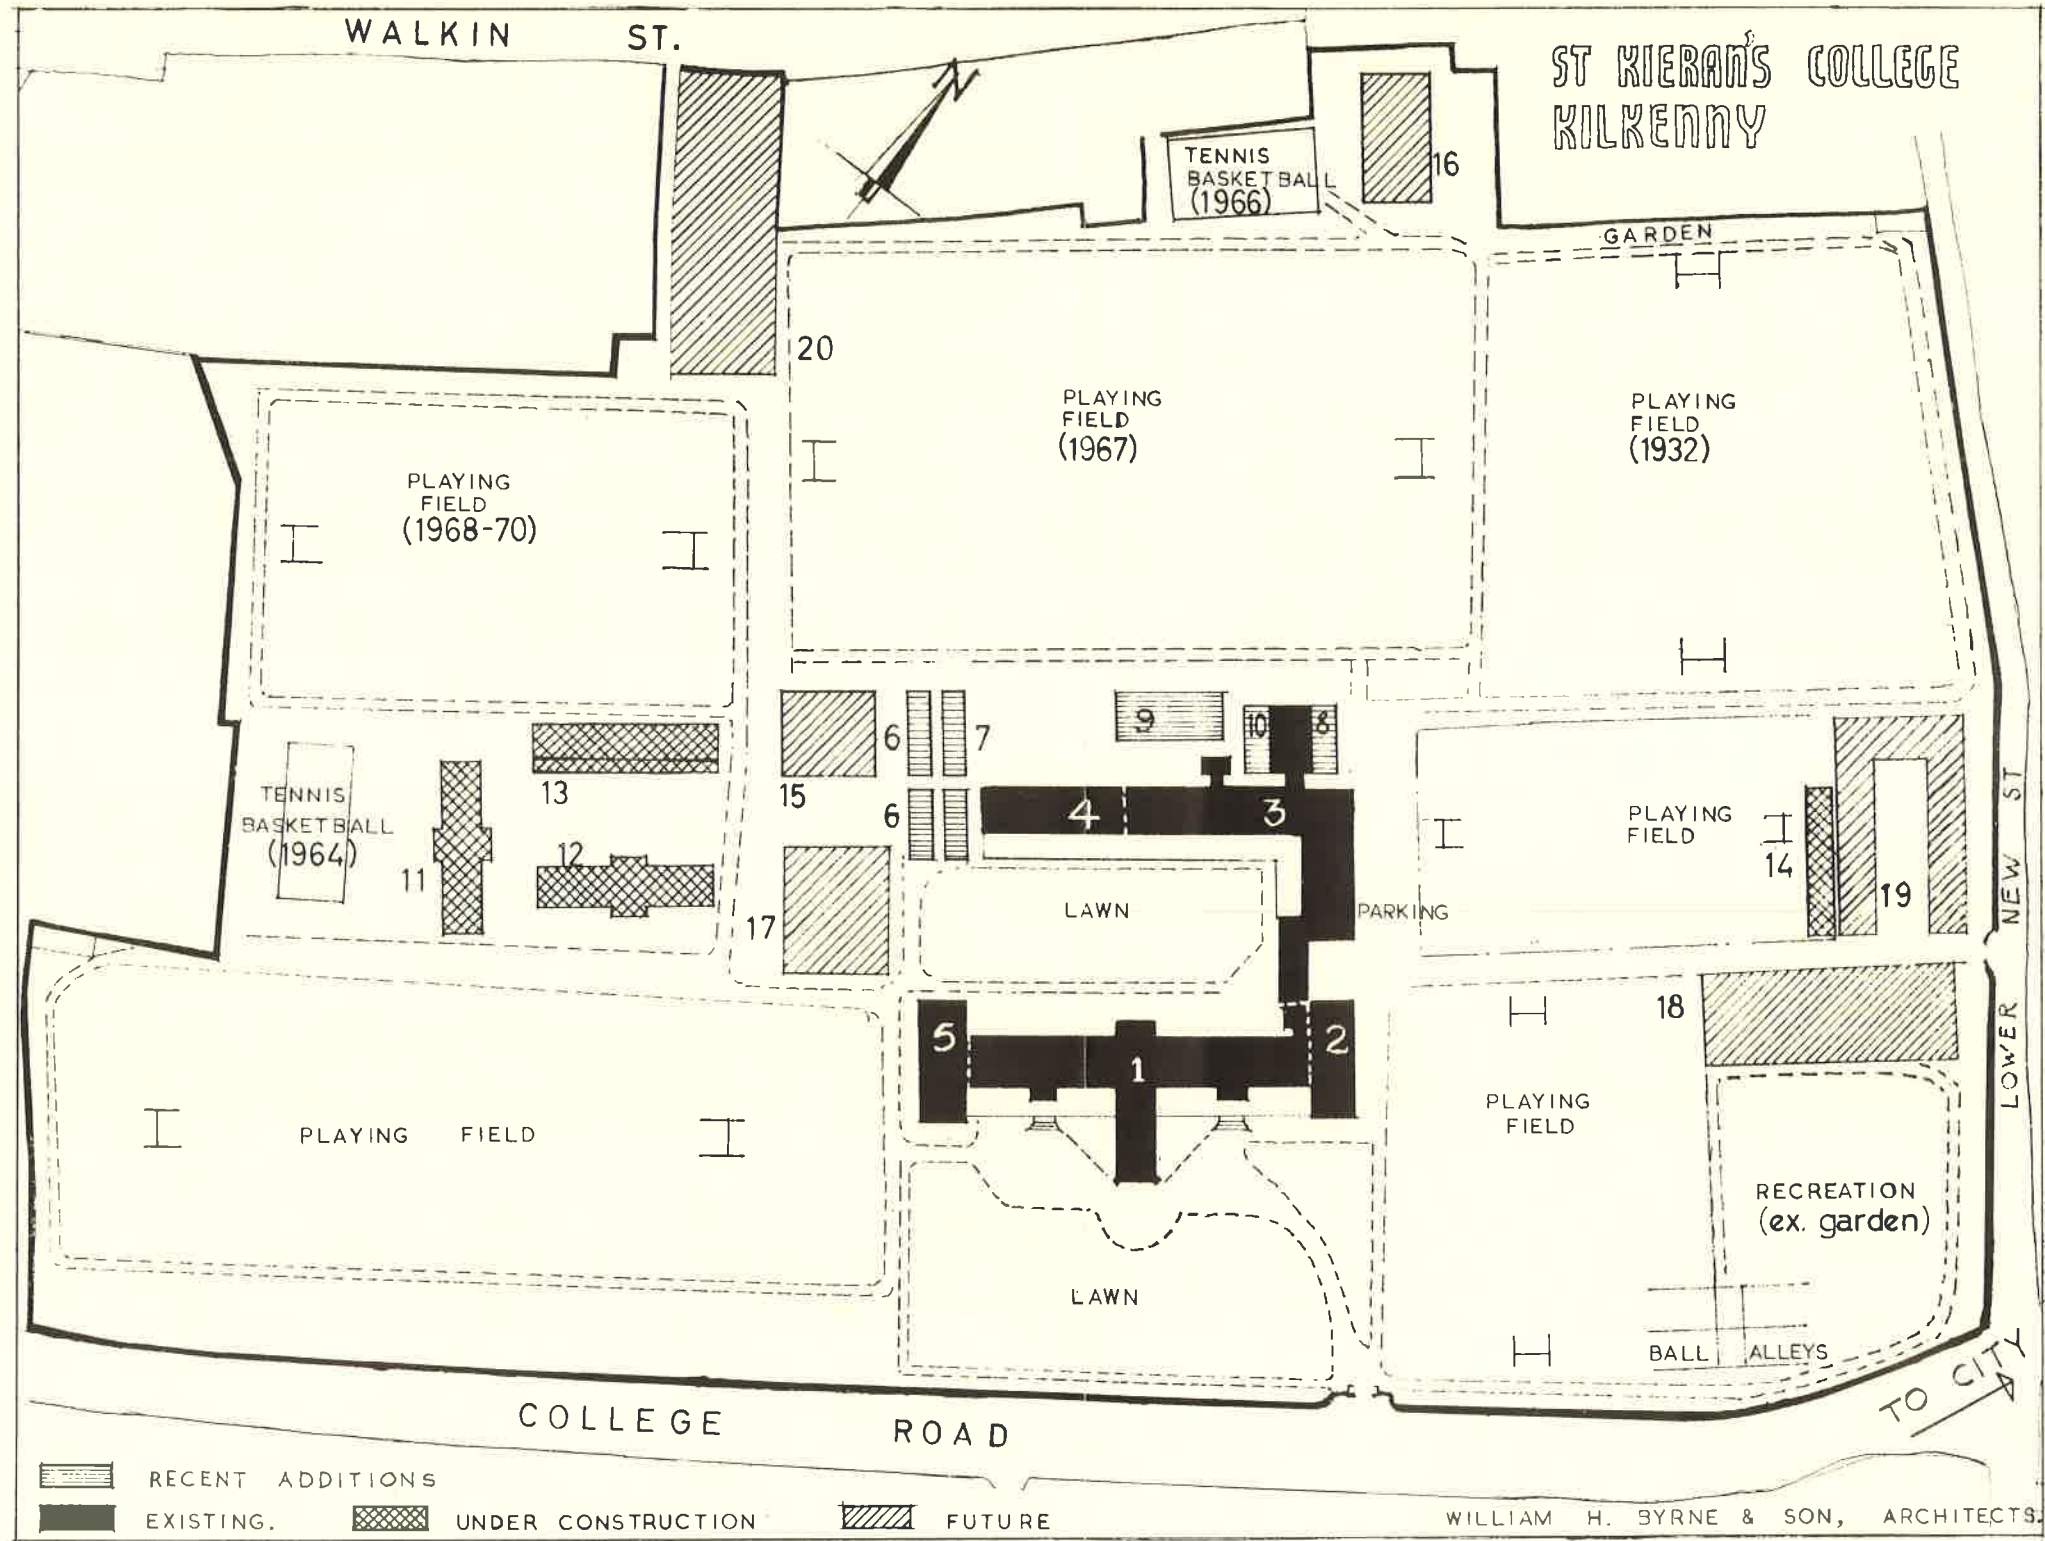 WALKIN ST.
N
ST KIERAN'S COLLEGE
KILKENNY
TENNIS
BASKETBALL
(1966)
16
GARDEN
20
PLAYING
FIELD
(1967)
PLAYING
FIELD
(1932)
PLAYING
FIELD
(1968-70)
6
7
9
10
8
15
13
6
4
3
TENNIS
BASKETBALL
(1964)
11
12
17
LAWN
PARKING
PLAYING
FIELD
14
19
LOWER NEW ST
18
5
1
2
PLAYING
FIELD
PLAYING FIELD
RECREATION
(ex. garden)
LAWN
BALL ALLEYS
TO CITY
COLLEGE ROAD
RECENT ADDITIONS
EXISTING.
UNDER CONSTRUCTION
FUTURE
WILLIAM H. BYRNE & SON, ARCHITECTS.